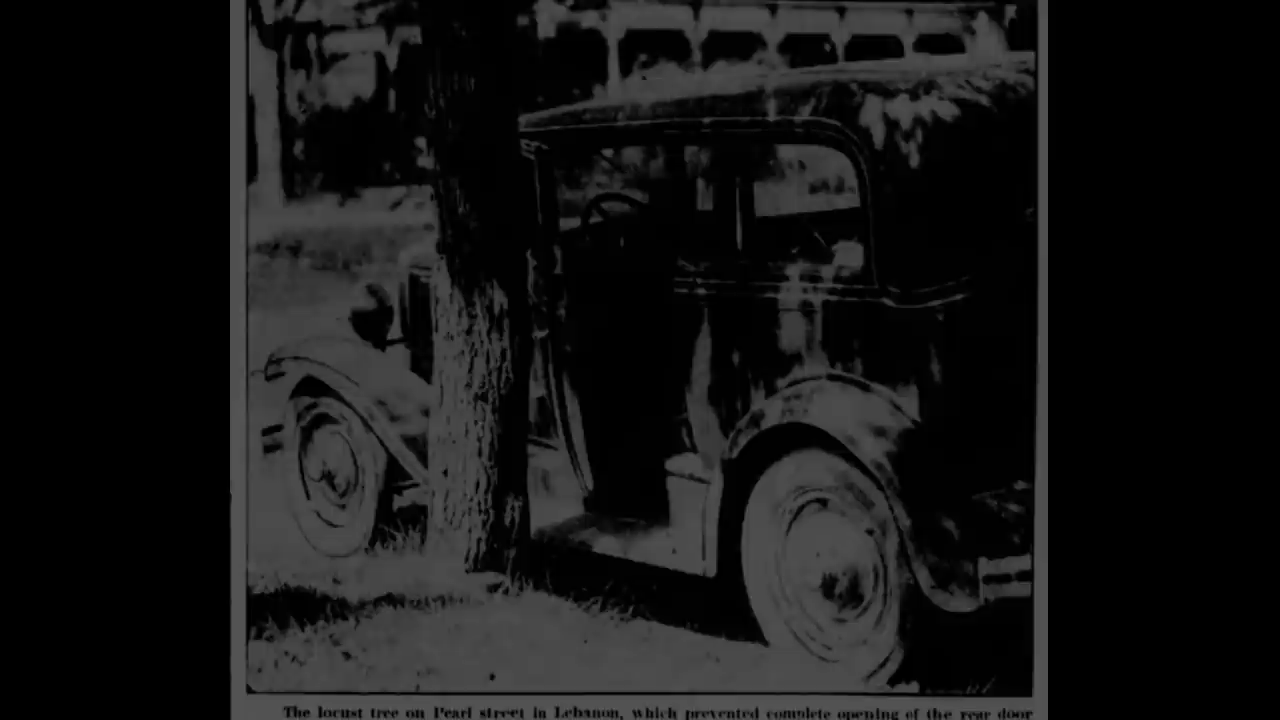 The locust tree on Pearl street in Lebanon, which prevented complete opening of the rear door